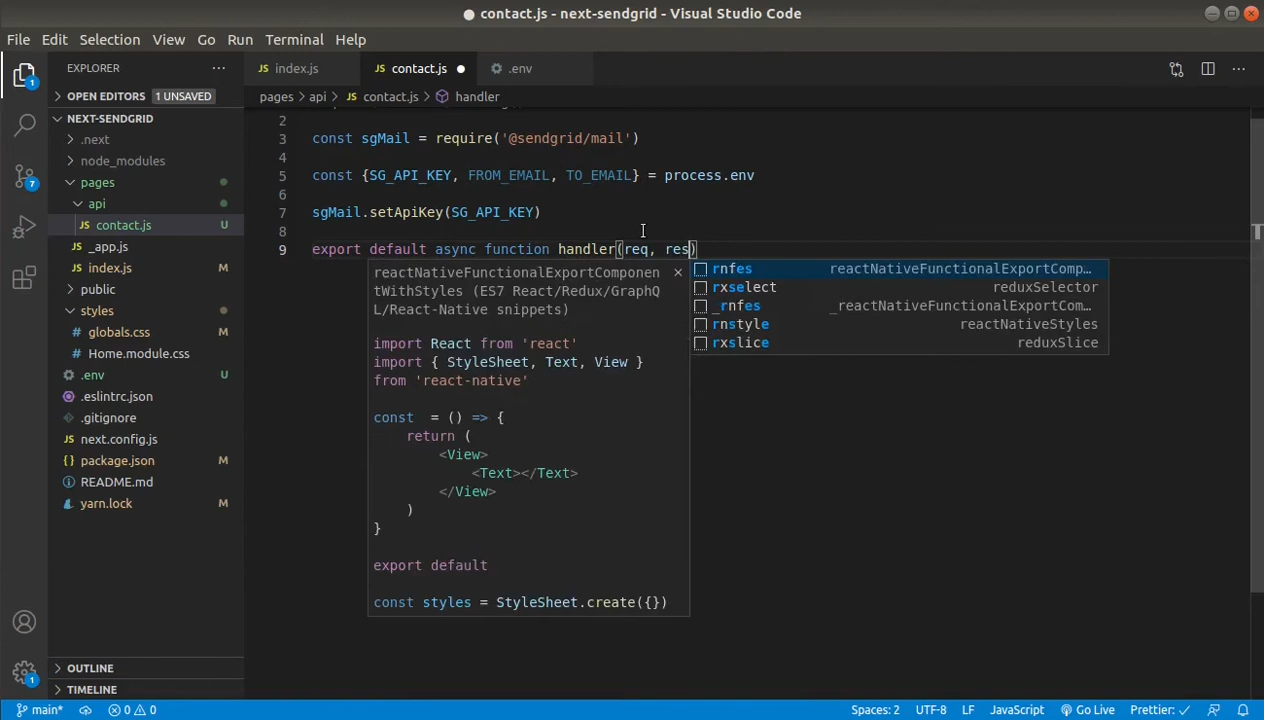 contact.js - next-sendgrid - Visual Studio Code
File Edit Selection View Go Run Terminal Help
EXPLORER
OPEN EDITORS 1 UNSAVED
NEXT-SENDGRID
.next
node_modules
pages
api
contact.js U
_app.js
index.js M
public
styles
globals.css M
Home.module.css
.env U
.eslintrc.json
.gitignore
next.config.js
package.json M
README.md
yarn.lock M
OUTLINE
TIMELINE
1
7
1
index.js contact.js .env
pages > api > contact.js > handler
2
3 const sgMail = require('@sendgrid/mail')
4
5 const {SG_API_KEY, FROM_EMAIL, TO_EMAIL} = process.env
6
7 sgMail.setApiKey(SG_API_KEY)
8
9 export default async function handler(req, res)
reactNativeFunctionalExportComponen
tWithStyles (ES7 React/Redux/GraphQ
L/React-Native snippets)
import React from 'react'
import { StyleSheet, Text, View }
from 'react-native'
const  = () => {
return (
<View>
<Text></Text>
</View>
)
}
export default
const styles = StyleSheet.create({})
rnfes reactNativeFunctionalExportComp…
rxselect reduxSelector
_rnfes _reactNativeFunctionalExportCom…
rnstyle reactNativeStyles
rxslice reduxSlice
main* 0 0 Spaces: 2 UTF-8 LF JavaScript Go Live Prettier: ✓